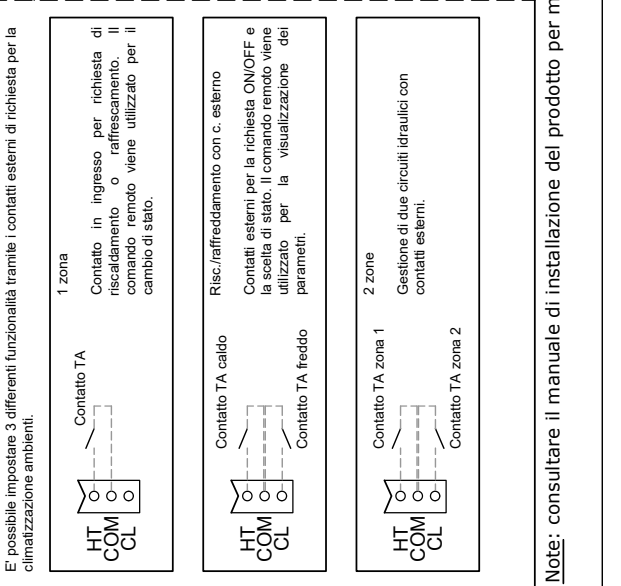 E' possibile impostare 3 differenti funzionalità tramite i contatti esterni di richiesta per la
climatizzazione ambienti.
HT
COM
CL
Contatto TA
1 zona
Contatto in ingresso per richiesta di
riscaldamento o raffrescamento. Il
comando remoto viene utilizzato per il
cambio di stato.
HT
COM
CL
Contatto TA caldo
Contatto TA freddo
Risc./raffreddamento con c. esterno
Contatti esterni per la richiesta ON/OFF e
la scelta di stato. Il comando remoto viene
utilizzato per la visualizzazione dei
parametri.
HT
COM
CL
Contatto TA zona 1
Contatto TA zona 2
2 zone
Gestione di due circuiti idraulici con
contatti esterni.
Note: consultare il manuale di installazione del prodotto per m